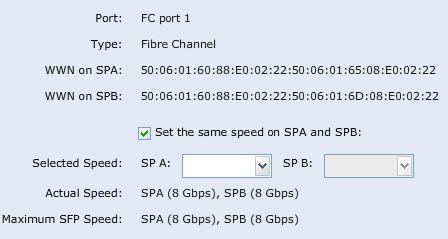 Port: FC port 1
Type: Fibre Channel
WWN on SPA: 50:06:01:60:88:E0:02:22:50:06:01:65:08:E0:02:22
WWN on SPB: 50:06:01:60:88:E0:02:22:50:06:01:6D:08:E0:02:22
Set the same speed on SPA and SPB:
Selected Speed: SP A: SP B:
Actual Speed: SPA (8 Gbps), SPB (8 Gbps)
Maximum SFP Speed: SPA (8 Gbps), SPB (8 Gbps)